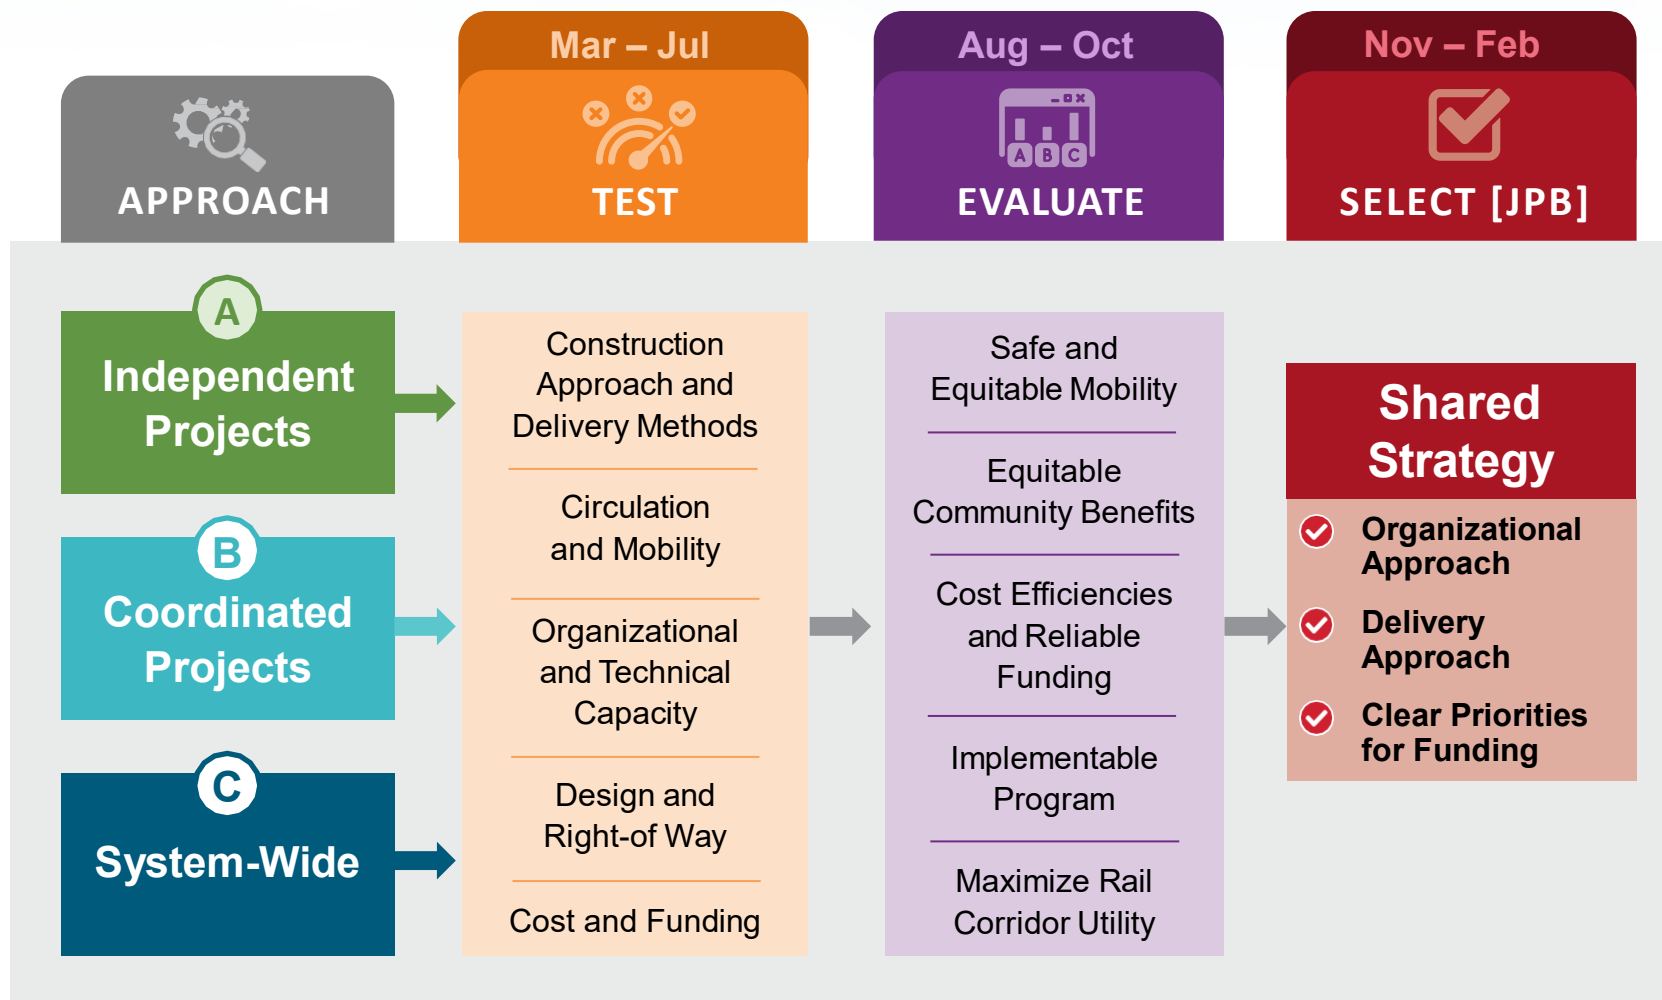 APPROACH
Mar – Jul
TEST
Aug – Oct
A B C
EVALUATE
Nov – Feb
SELECT [JPB]
A
Independent
Projects
B
Coordinated
Projects
C
System-Wide
Construction
Approach and
Delivery Methods
Circulation
and Mobility
Organizational
and Technical
Capacity
Design and
Right-of Way
Cost and Funding
Safe and
Equitable Mobility
Equitable
Community Benefits
Cost Efficiencies
and Reliable
Funding
Implementable
Program
Maximize Rail
Corridor Utility
Shared
Strategy
Organizational
Approach
Delivery
Approach
Clear Priorities
for Funding